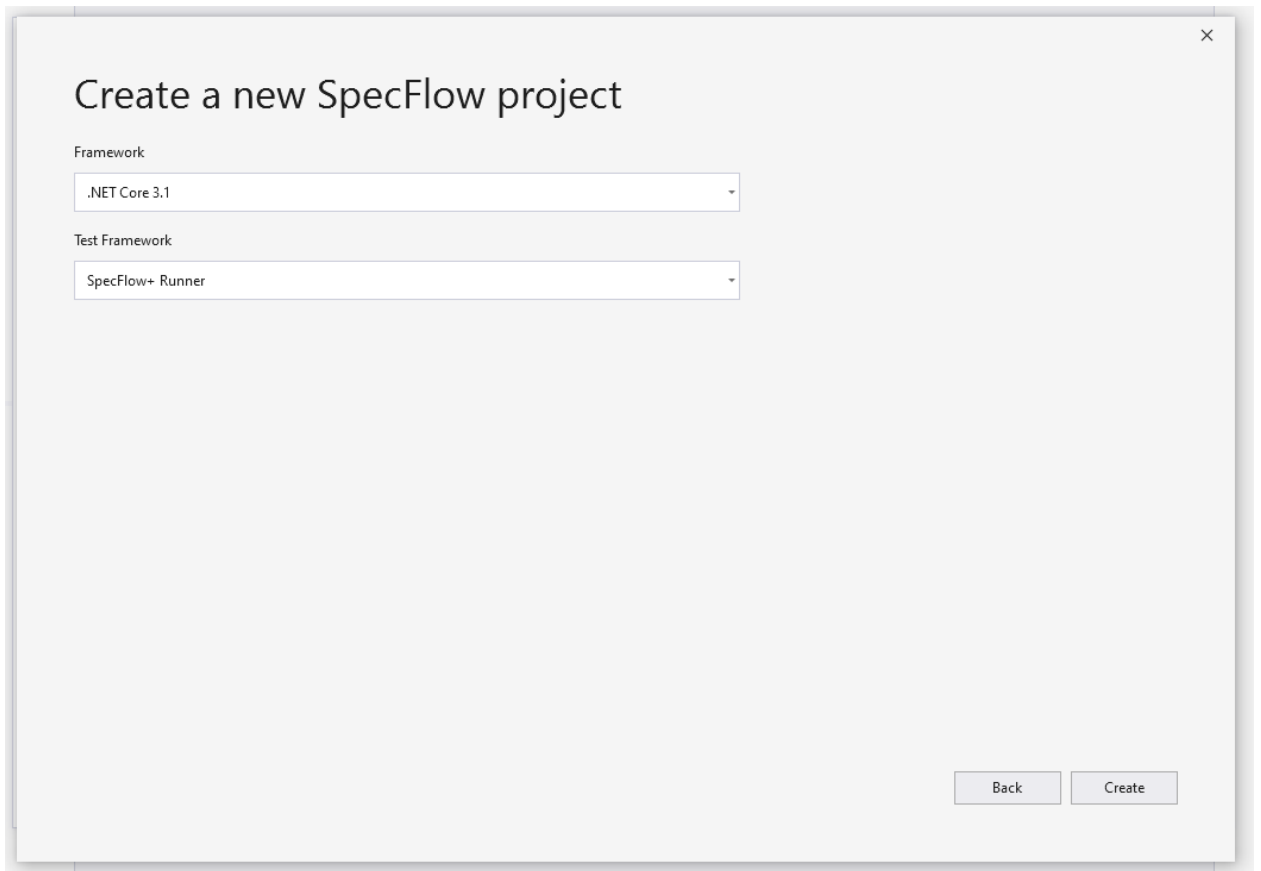 Create a new SpecFlow project
Framework
.NET Core 3.1
Test Framework
SpecFlow+ Runner
Back
Create